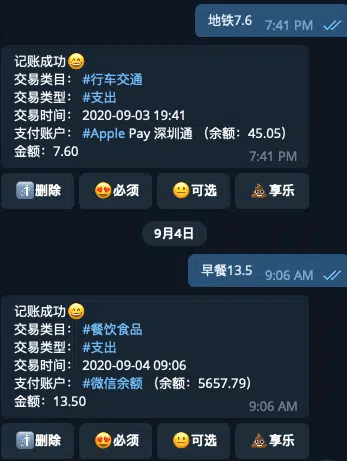 地铁7.6 7:41 PM
记账成功😄
交易类目： #行车交通
交易类型： #支出
交易时间： 2020-09-03 19:41
支付账户： #Apple Pay 深圳通 （余额：45.05）
金额：7.60
7:41 PM
🚮删除 😍必须 😐可选 💩享乐
9月4日
早餐13.5 9:06 AM
记账成功😄
交易类目： #餐饮食品
交易类型： #支出
交易时间： 2020-09-04 09:06
支付账户： #微信余额 （余额：5657.79）
金额：13.50
9:06 AM
🚮删除 😍必须 😐可选 💩享乐